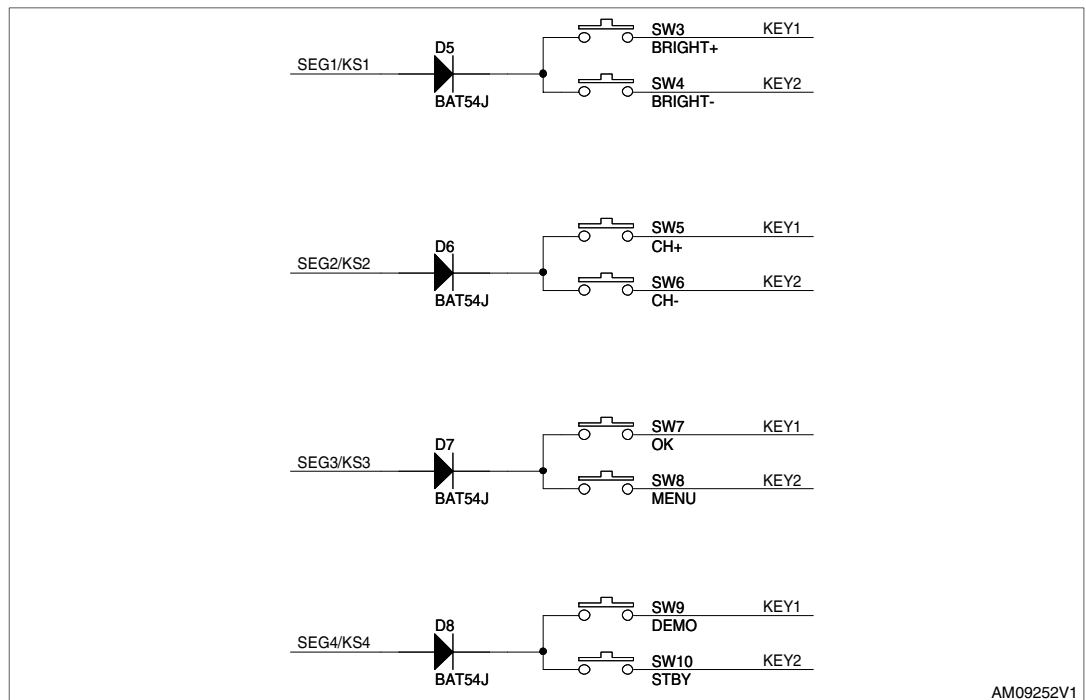 SW3 KEY1
BRIGHT+
D5
SEG1/KS1
BAT54J
SW4 KEY2
BRIGHT-
SW5 KEY1
CH+
D6
SEG2/KS2
BAT54J
SW6 KEY2
CH-
SW7 KEY1
OK
D7
SEG3/KS3
BAT54J
SW8 KEY2
MENU
SW9 KEY1
DEMO
D8
SEG4/KS4
BAT54J
SW10 KEY2
STBY
AM09252V1